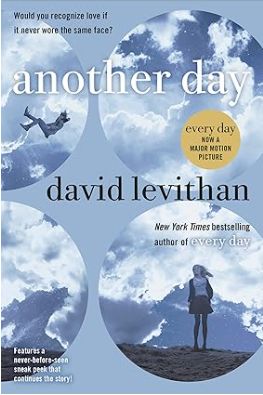 Would you recognize love if
it never wore the same face?
another day
every day
NOW A
MAJOR MOTION
PICTURE
david levithan
New York Times bestselling
author of every day
Features a
never-before-seen
sneak peek that
continues the story!